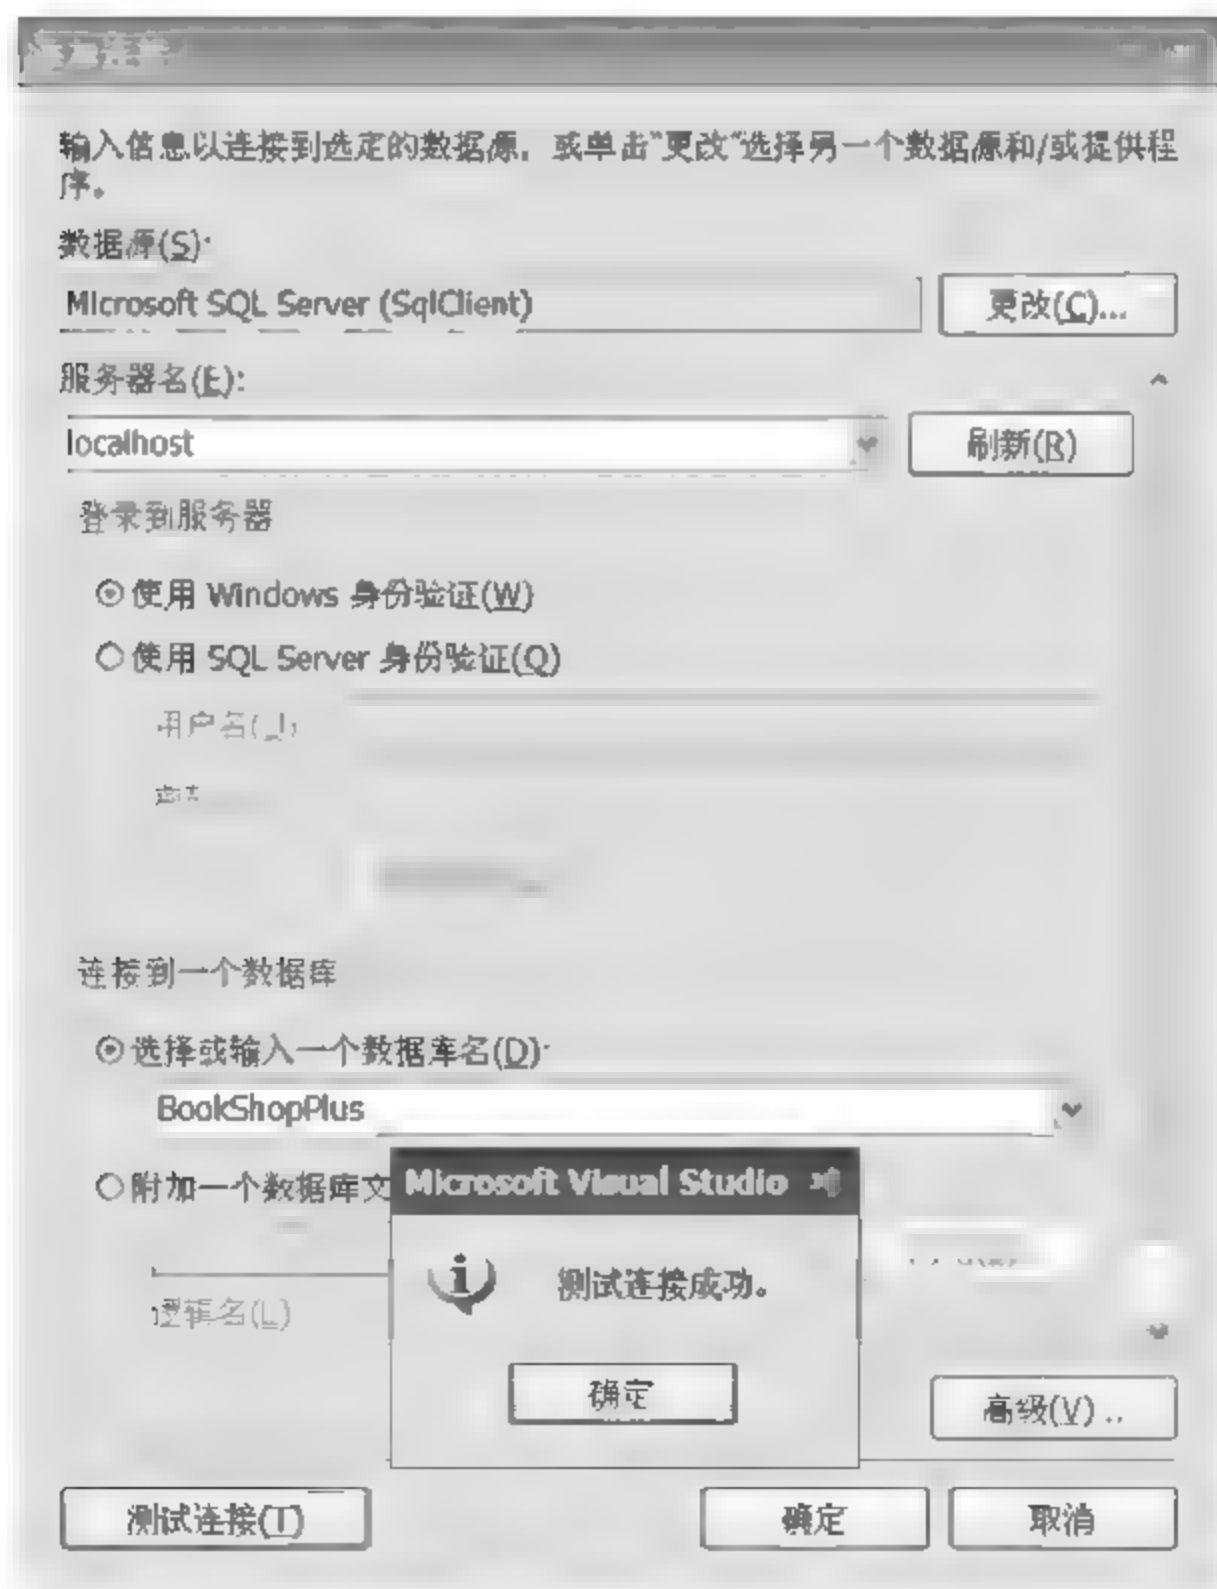 输入信息以连接到选定的数据源，或单击“更改”选择另一个数据源和/或提供程
序。
数据源(S):
Microsoft SQL Server (SqlClient)
更改(C)...
服务器名(E):
localhost
刷新(R)
登录到服务器
使用 Windows 身份验证(W)
使用 SQL Server 身份验证(Q)
用户名(U)
连接到一个数据库
选择或输入一个数据库名(D):
BookShopPlus
附加一个数据库文
Microsoft Visual Studio
测试连接成功。
逻辑名(L)
确定
高级(V)...
测试连接(T)
确定
取消